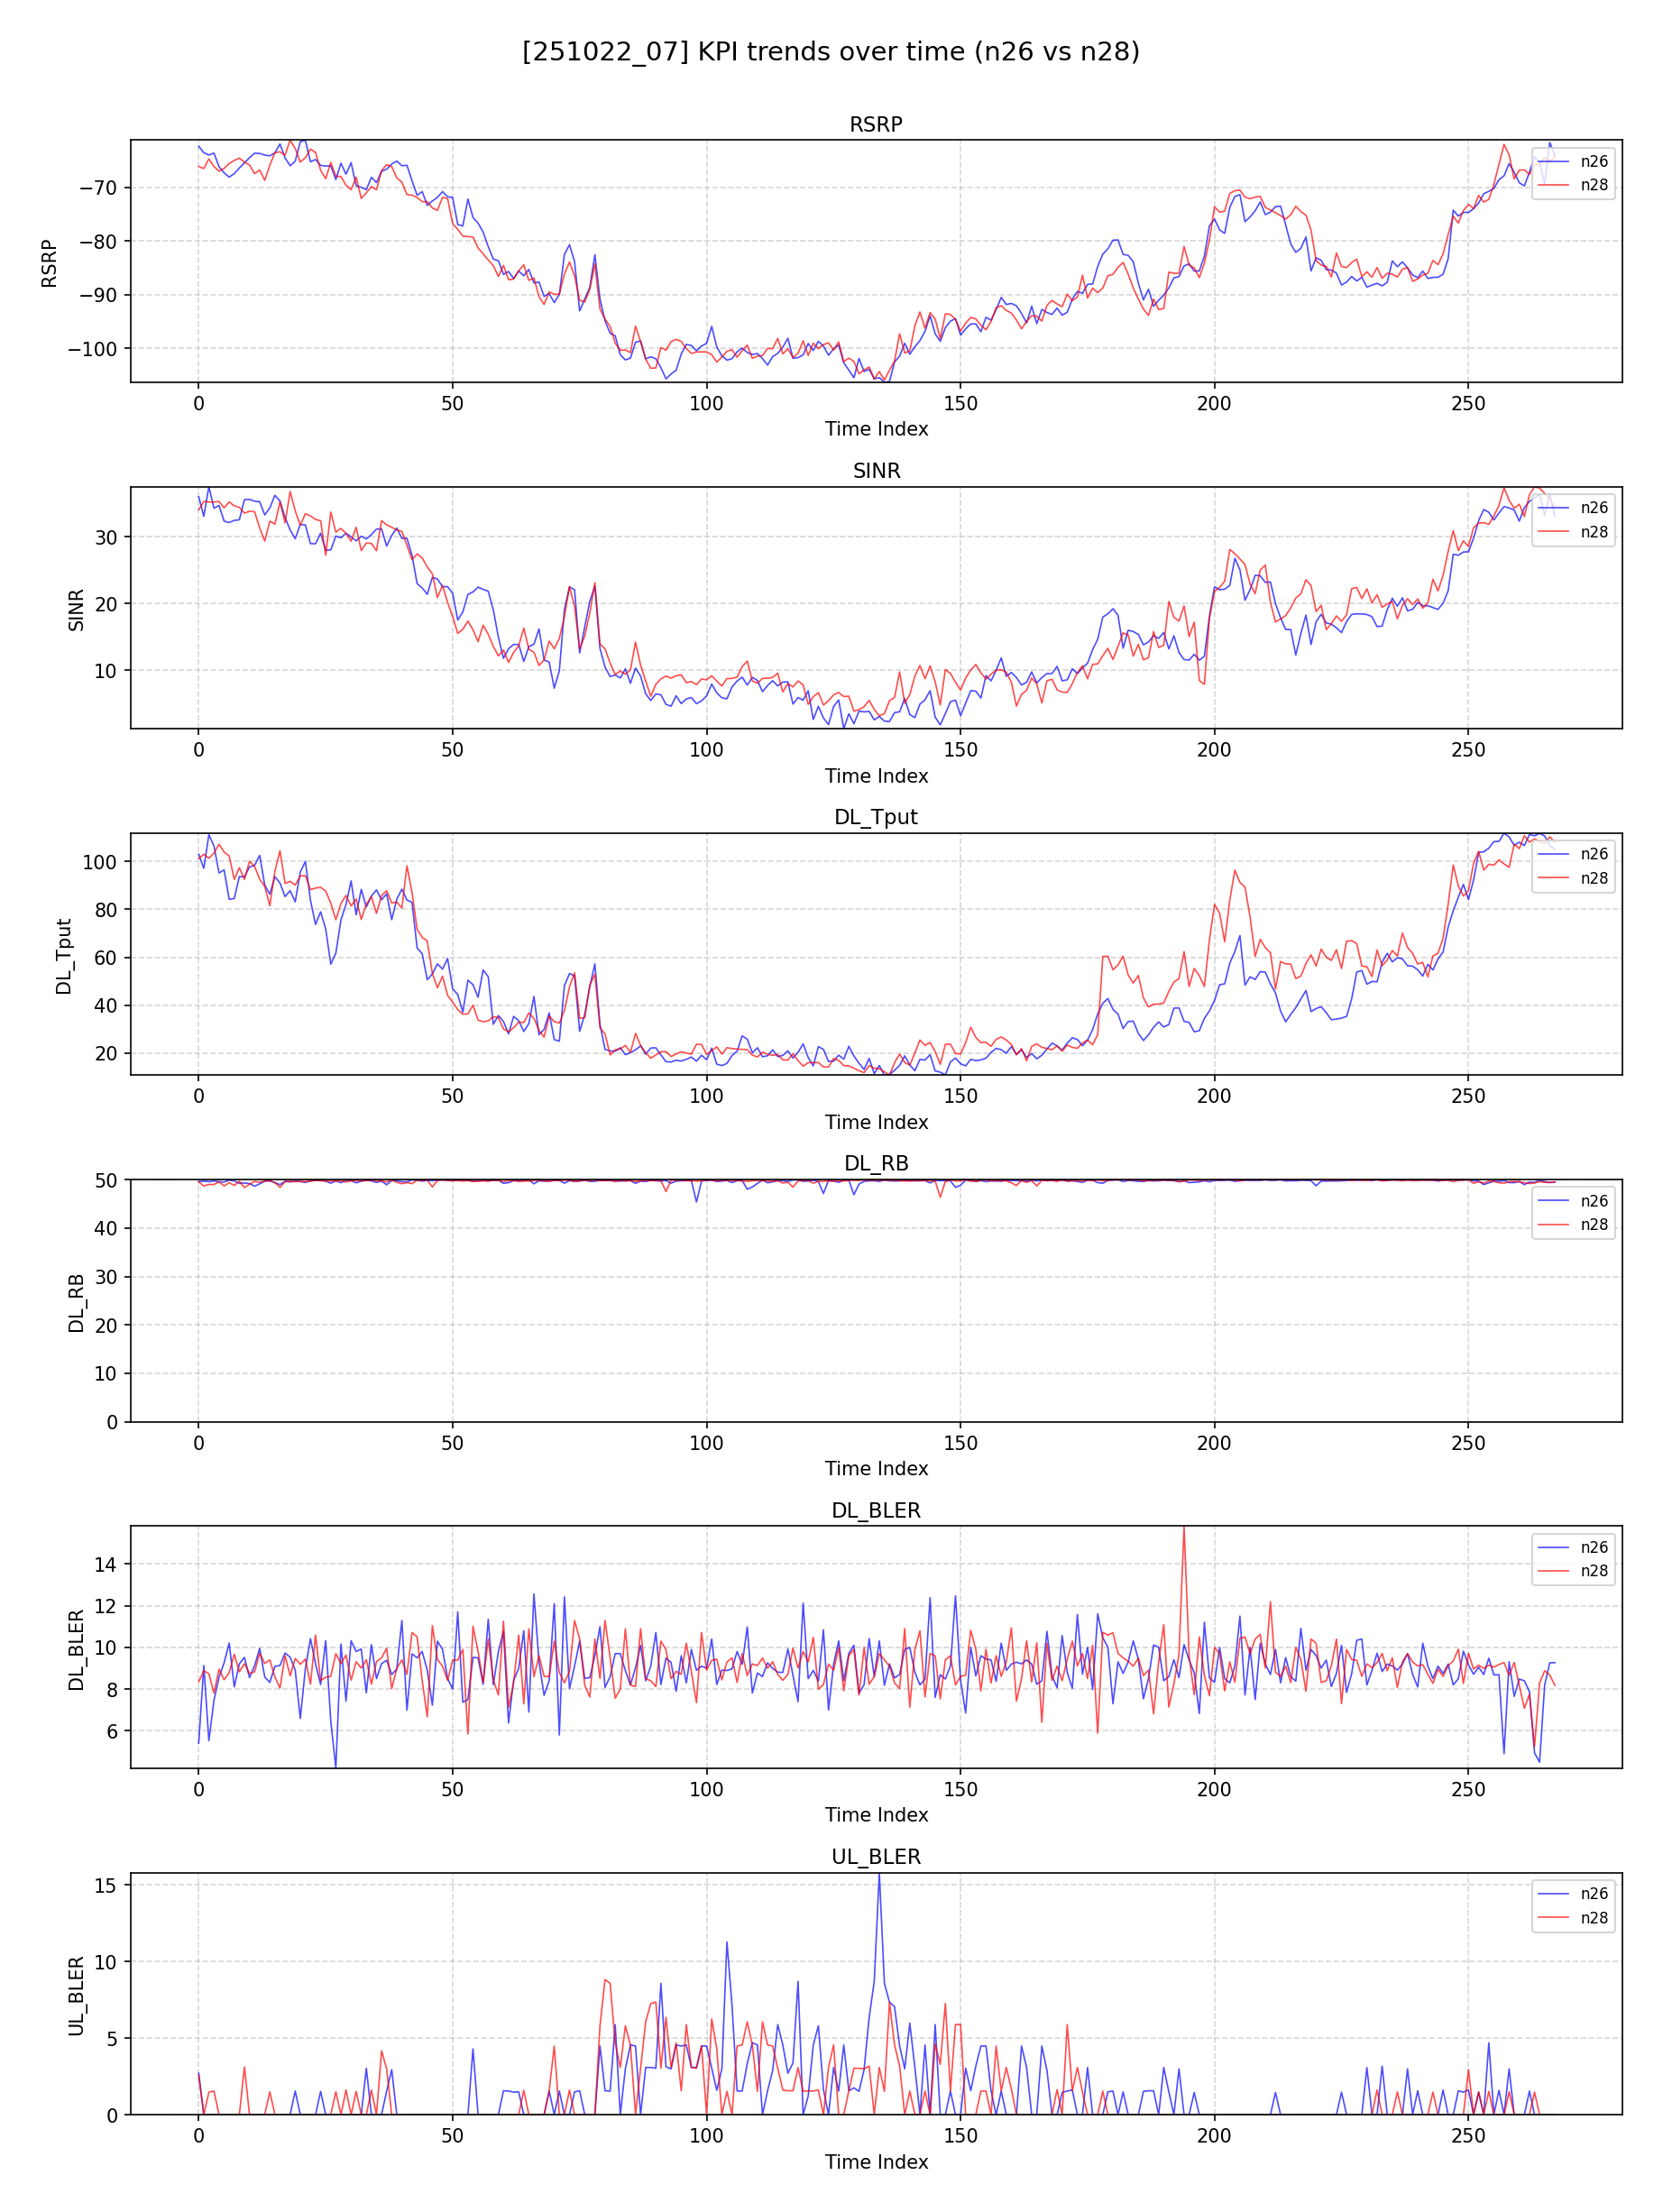 [251022_07] KPI trends over time (n26 vs n28)
RSRP
n26
n28
−70
−80
−90
−100
RSRP
0 50 100 150 200 250
Time Index
SINR
n26
n28
30
20
10
SINR
0 50 100 150 200 250
Time Index
DL_Tput
n26
n28
100
80
60
40
20
DL_Tput
0 50 100 150 200 250
Time Index
DL_RB
n26
n28
50
40
30
20
10
0
DL_RB
0 50 100 150 200 250
Time Index
DL_BLER
n26
n28
14
12
10
8
6
DL_BLER
0 50 100 150 200 250
Time Index
UL_BLER
n26
n28
15
10
5
0
UL_BLER
0 50 100 150 200 250
Time Index